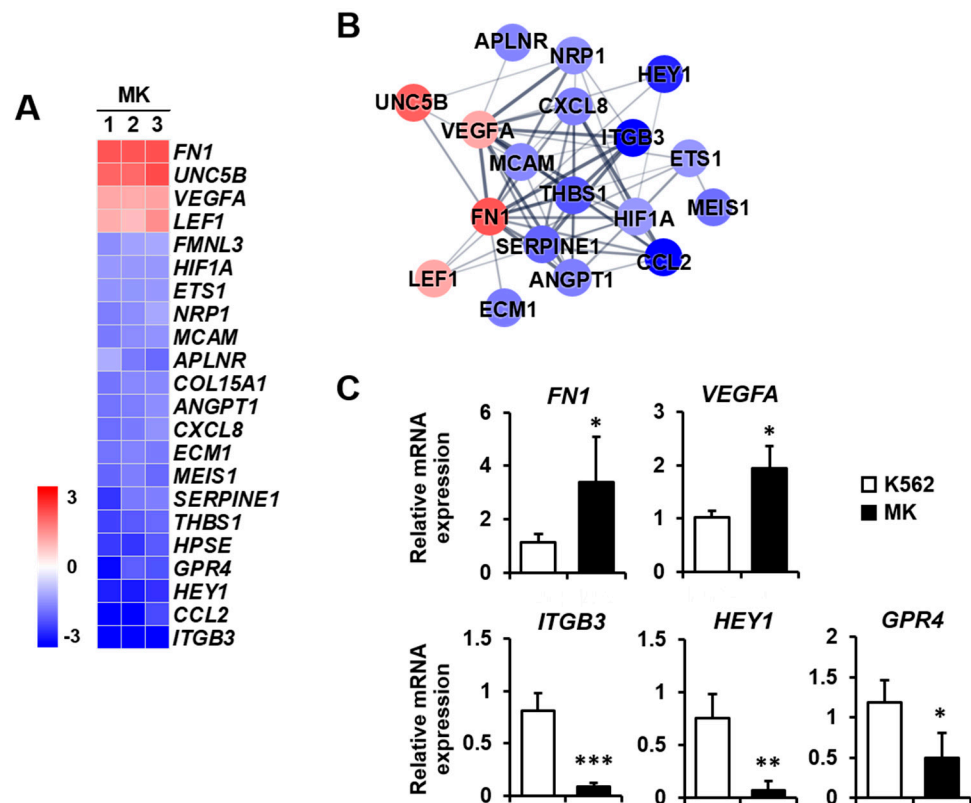 A
MK
1 2 3
FN1
UNC5B
VEGFA
LEF1
FMNL3
HIF1A
ETS1
NRP1
MCAM
APLNR
COL15A1
ANGPT1
CXCL8
ECM1
MEIS1
SERPINE1
THBS1
HPSE
GPR4
HEY1
CCL2
ITGB3
3
0
-3
B
APLNR
NRP1
HEY1
UNC5B
CXCL8
VEGFA
ITGB3
MCAM
ETS1
THBS1
MEIS1
FN1
HIF1A
SERPINE1
CCL2
LEF1
ANGPT1
ECM1
C
Relative mRNA
expression
FN1
6
4
2
0
*
VEGFA
3
2
1
0
*
K562
MK
Relative mRNA
expression
ITGB3
1.5
1
0.5
0
***
HEY1
1.5
1
0.5
0
**
GPR4
2
1.5
1
0.5
0
*